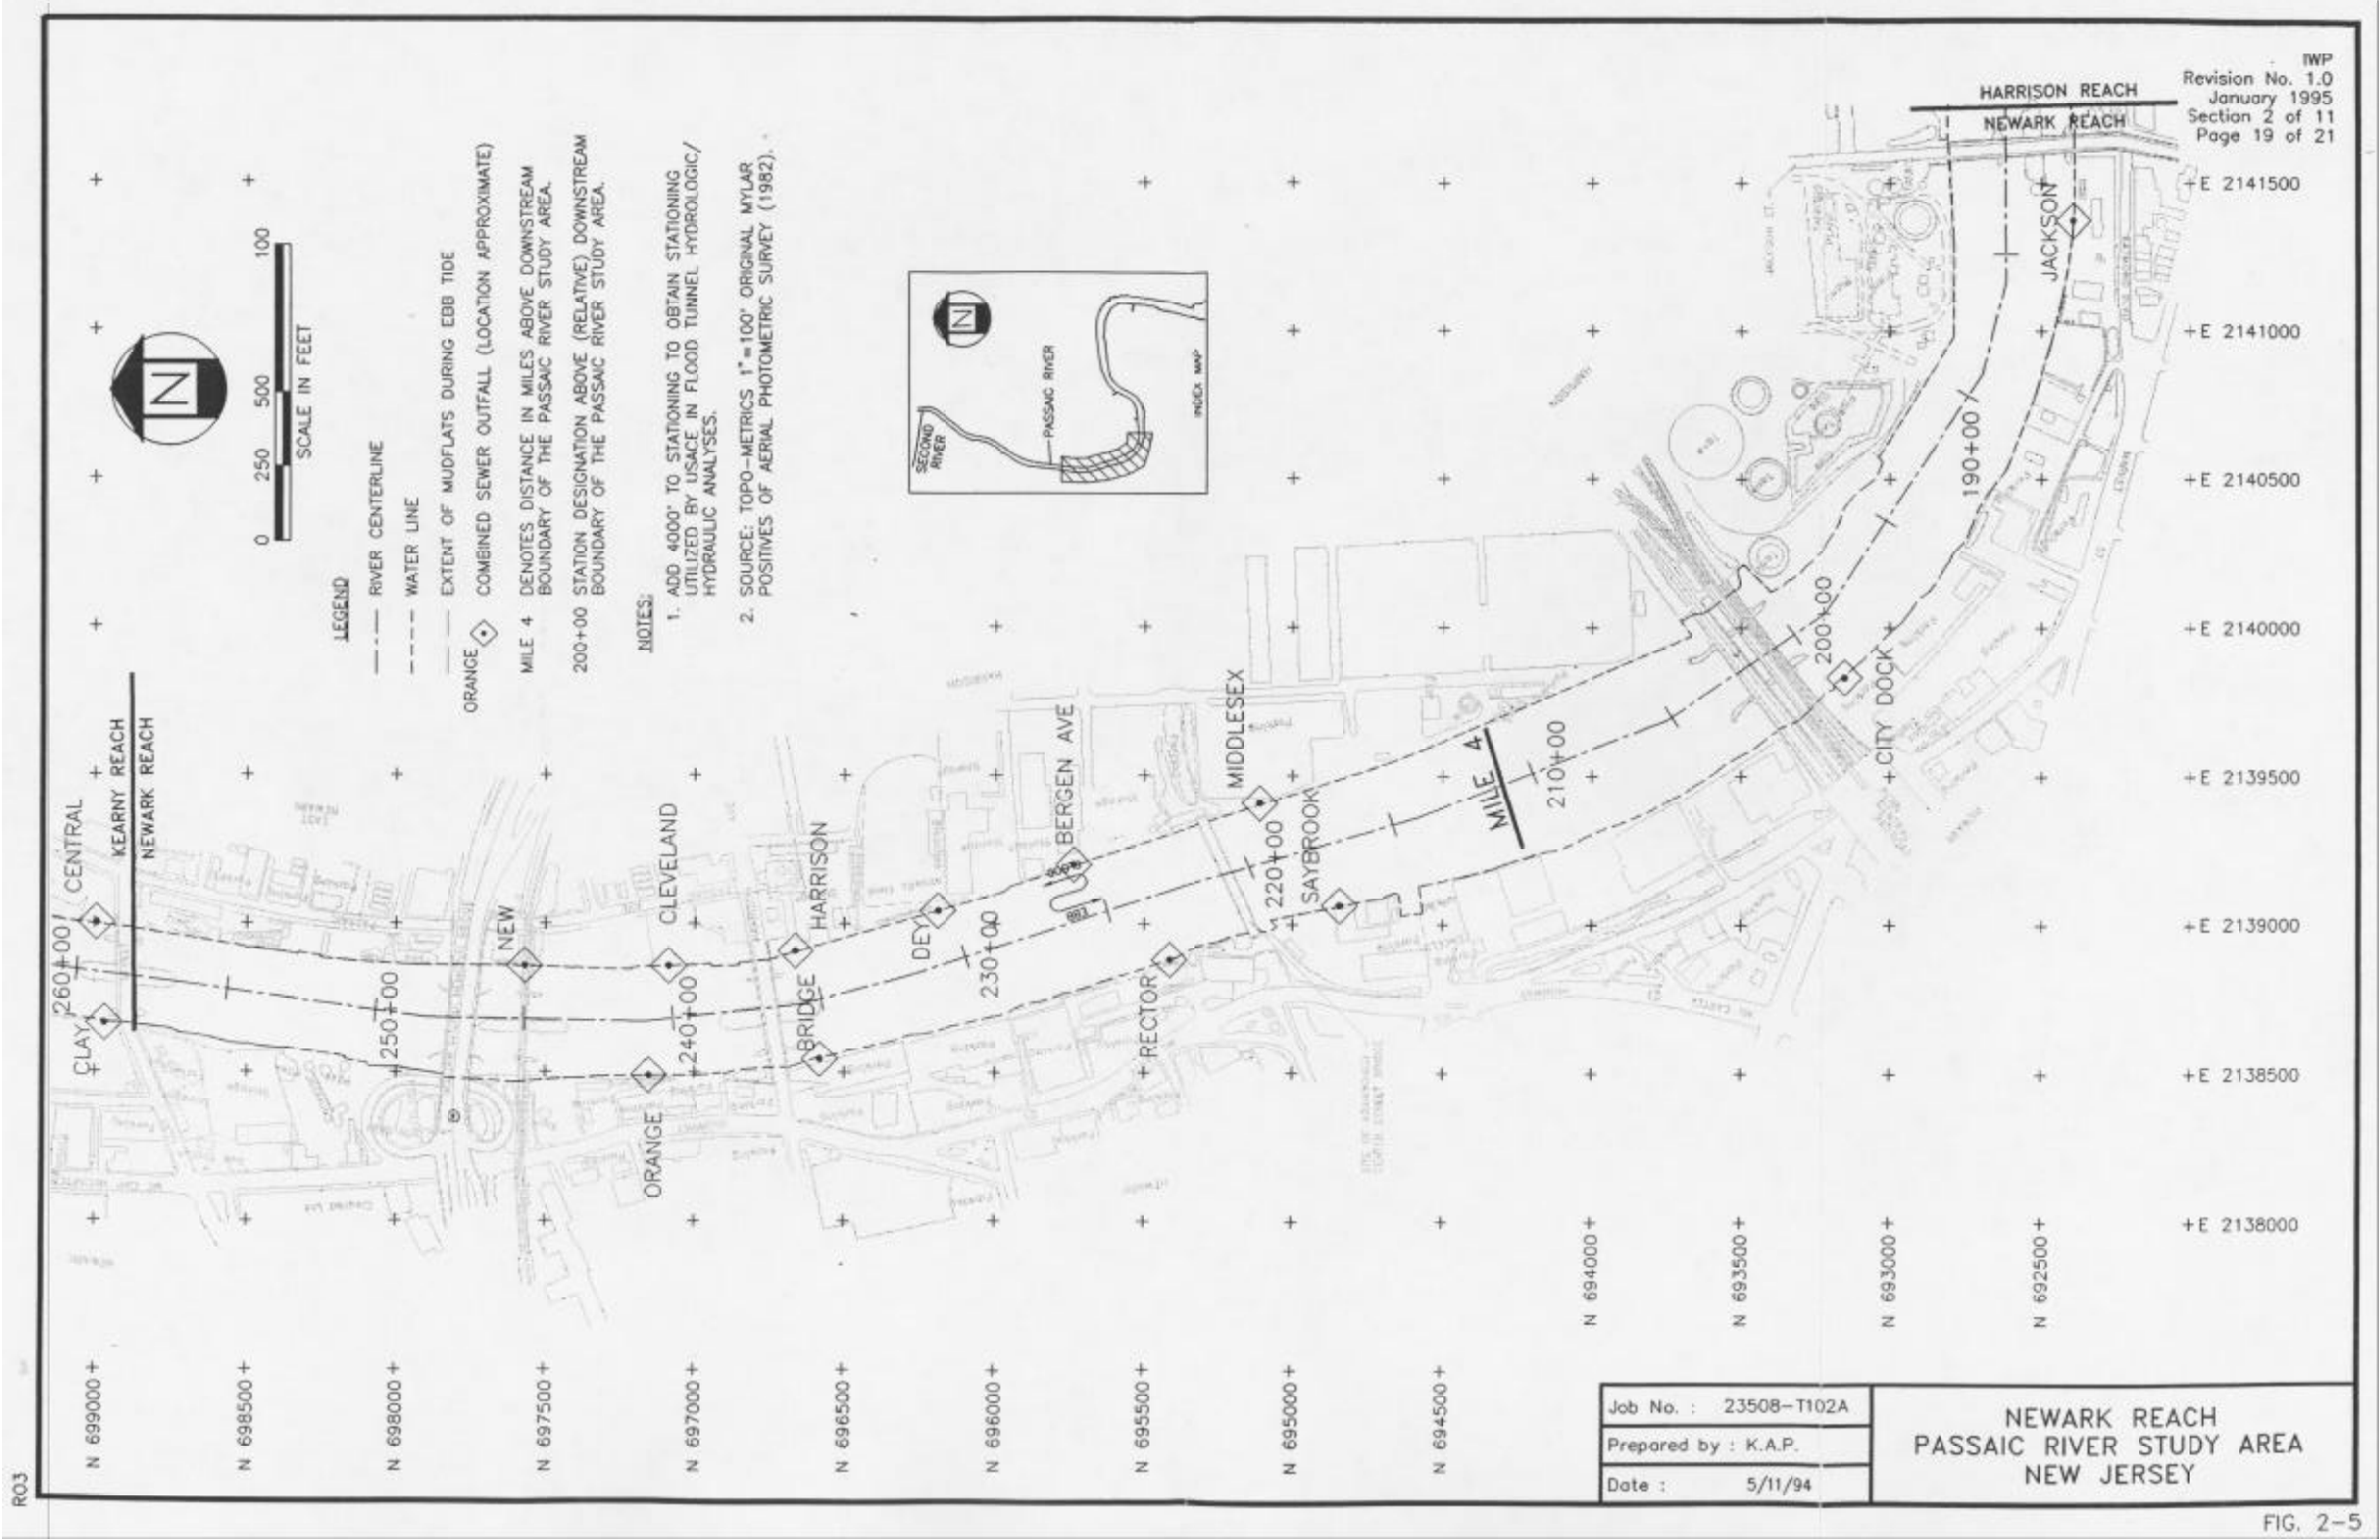 IWP
Revision No. 1.0
January 1995
Section 2 of 11
Page 19 of 21
HARRISON REACH
NEWARK REACH
N
0 250 500 100
SCALE IN FEET
LEGEND
RIVER CENTERLINE
WATER LINE
EXTENT OF MUDFLATS DURING EBB TIDE
ORANGE COMBINED SEWER OUTFALL (LOCATION APPROXIMATE)
MILE 4 DENOTES DISTANCE IN MILES ABOVE DOWNSTREAM
BOUNDARY OF THE PASSAIC RIVER STUDY AREA.
200+00 STATION DESIGNATION ABOVE (RELATIVE) DOWNSTREAM
BOUNDARY OF THE PASSAIC RIVER STUDY AREA.
NOTES:
1. ADD 4000' TO STATIONING TO OBTAIN STATIONING
UTILIZED BY USACE IN FLOOD TUNNEL HYDROLOGIC/
HYDRAULIC ANALYSES.
2. SOURCE: TOPO-METRICS 1"=100' ORIGINAL MYLAR
POSITIVES OF AERIAL PHOTOMETRIC SURVEY (1982).
N
SECOND
RIVER
PASSAIC RIVER
INDEX MAP
KEARNY REACH
NEWARK REACH
CENTRAL
260+00
CLAY
250+00
NEW
CLEVELAND
240+00
ORANGE
HARRISON
BRIDGE
DEY
230+00
BERGEN AVE
RECTOR
MIDDLESEX
220+00
SAYBROOK
MILE 4
210+00
200+00
CITY DOCK
190+00
JACKSON
JACKSON ST.
HARRISON
+E 2141500
+E 2141000
+E 2140500
+E 2140000
+E 2139500
+E 2139000
+E 2138500
+E 2138000
N 699000+
N 698500+
N 698000+
N 697500+
N 697000+
N 696500+
N 696000+
N 695500+
N 695000+
N 694500+
N 694000+
N 693500+
N 693000+
N 692500+
Job No. : 23508-T102A
Prepared by : K.A.P.
Date : 5/11/94
NEWARK REACH
PASSAIC RIVER STUDY AREA
NEW JERSEY
FIG. 2-5
R03